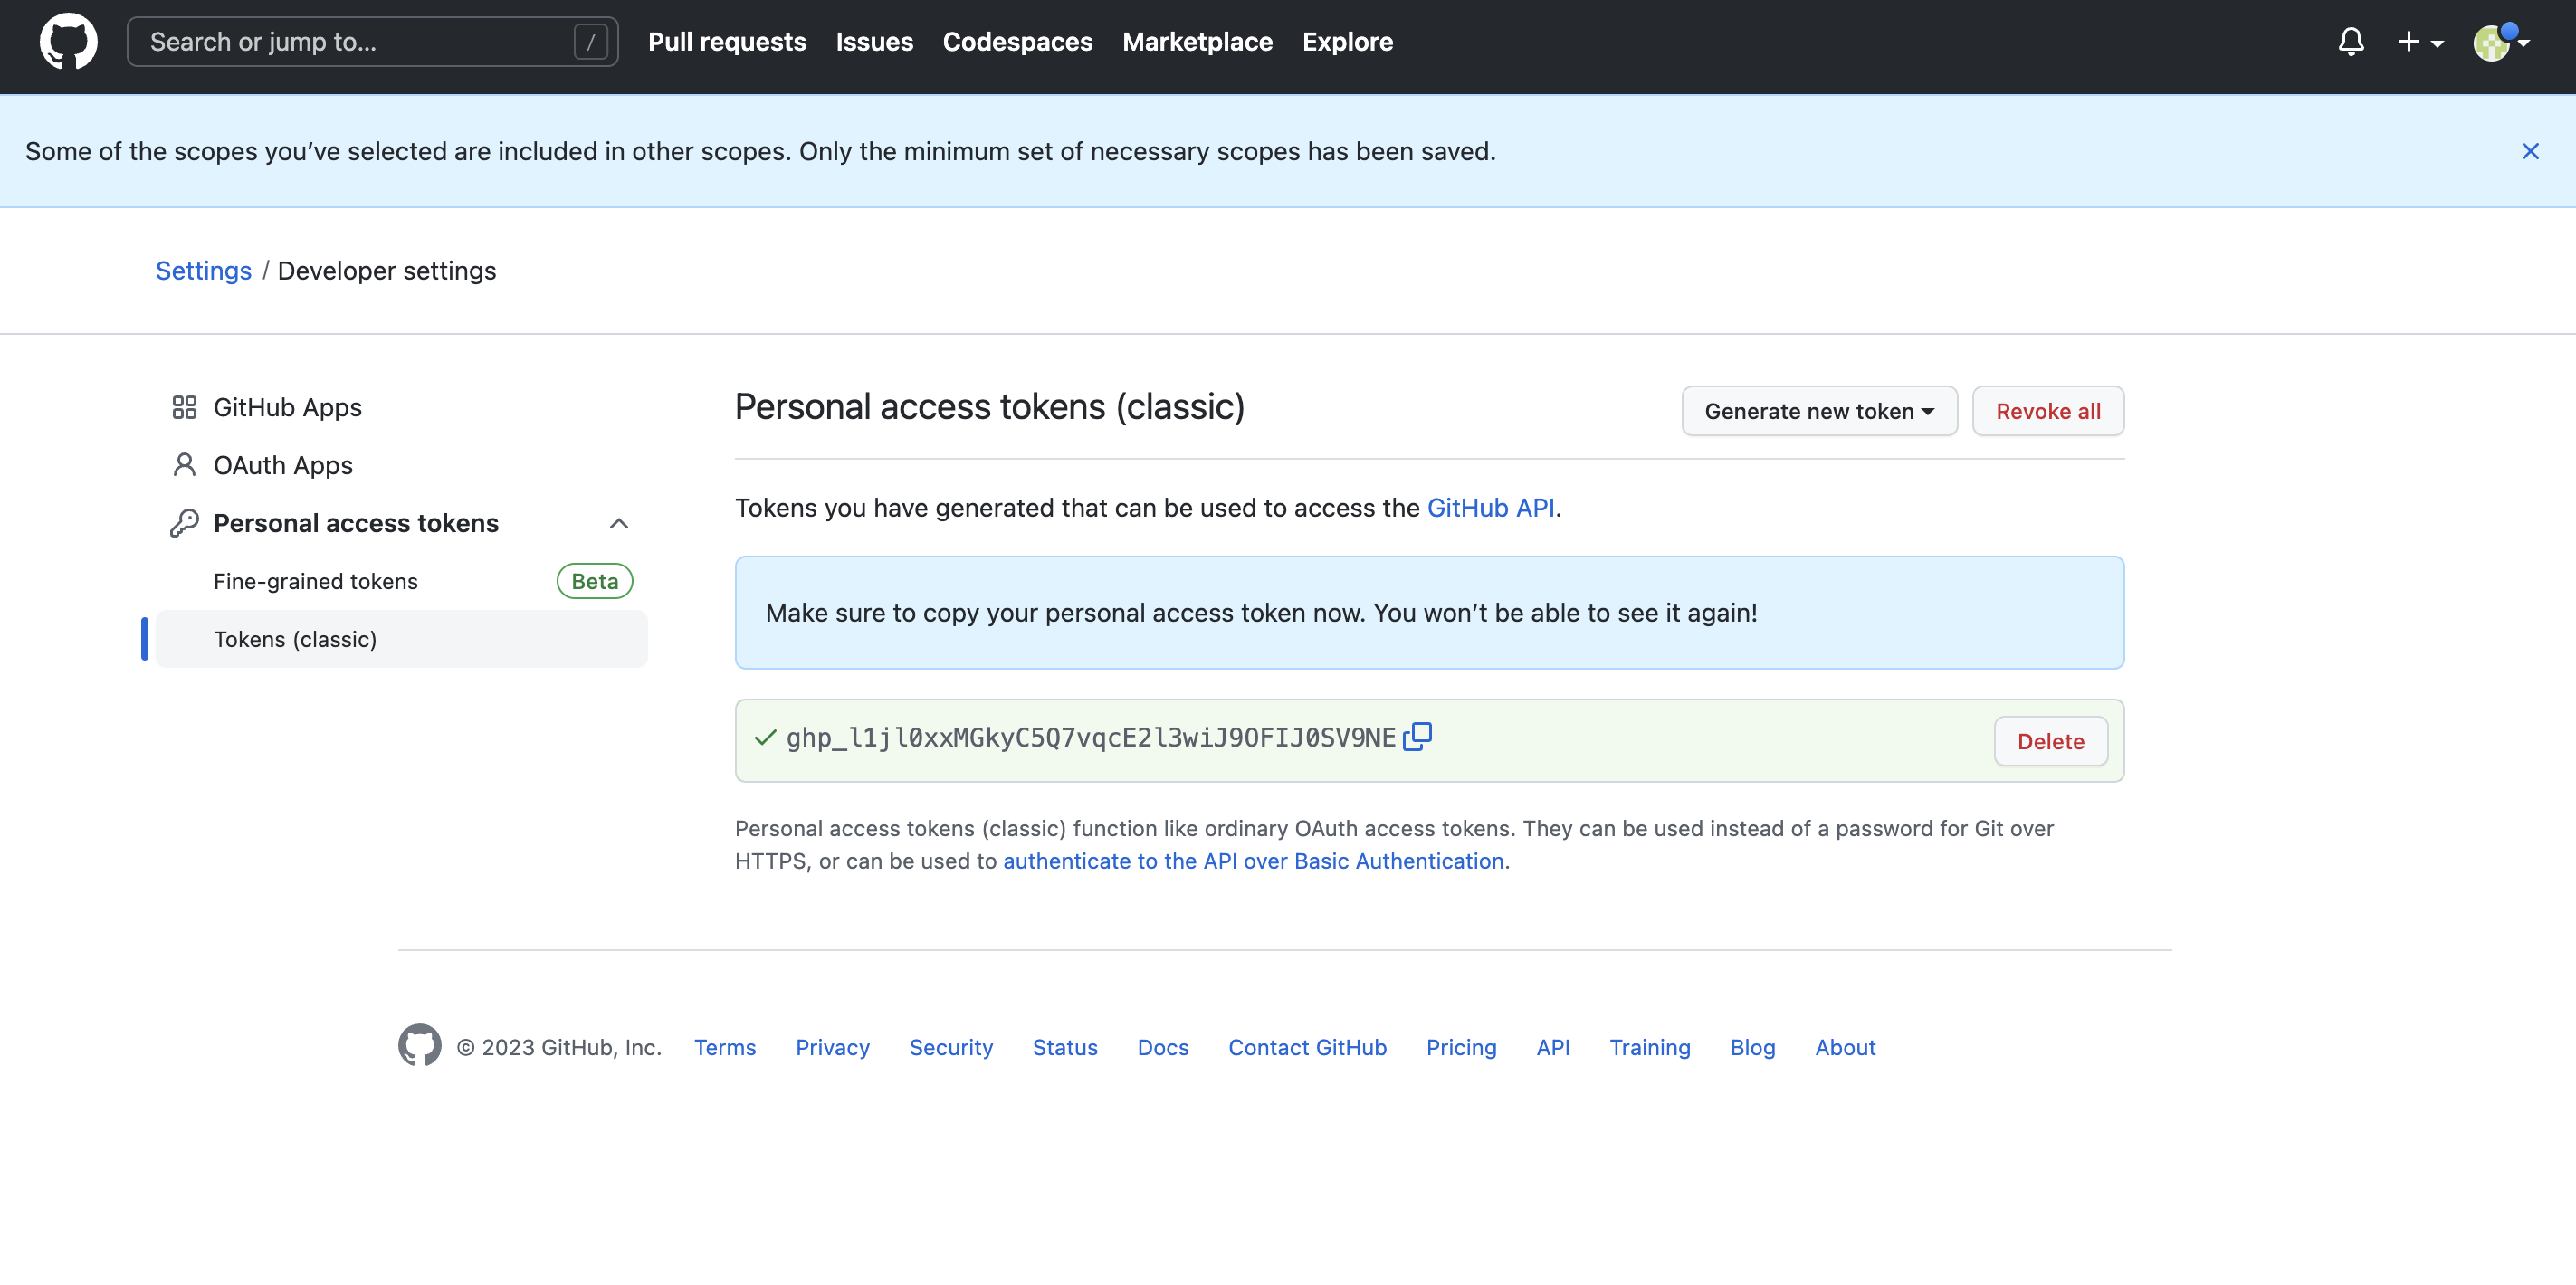 Search or jump to... /
Pull requests Issues Codespaces Marketplace Explore
Some of the scopes you’ve selected are included in other scopes. Only the minimum set of necessary scopes has been saved.
Settings / Developer settings
GitHub Apps
OAuth Apps
Personal access tokens
Fine-grained tokens Beta
Tokens (classic)
Personal access tokens (classic)
Generate new token Revoke all
Tokens you have generated that can be used to access the GitHub API.
Make sure to copy your personal access token now. You won’t be able to see it again!
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
Delete
Personal access tokens (classic) function like ordinary OAuth access tokens. They can be used instead of a password for Git over
HTTPS, or can be used to authenticate to the API over Basic Authentication.
© 2023 GitHub, Inc. Terms Privacy Security Status Docs Contact GitHub Pricing API Training Blog About